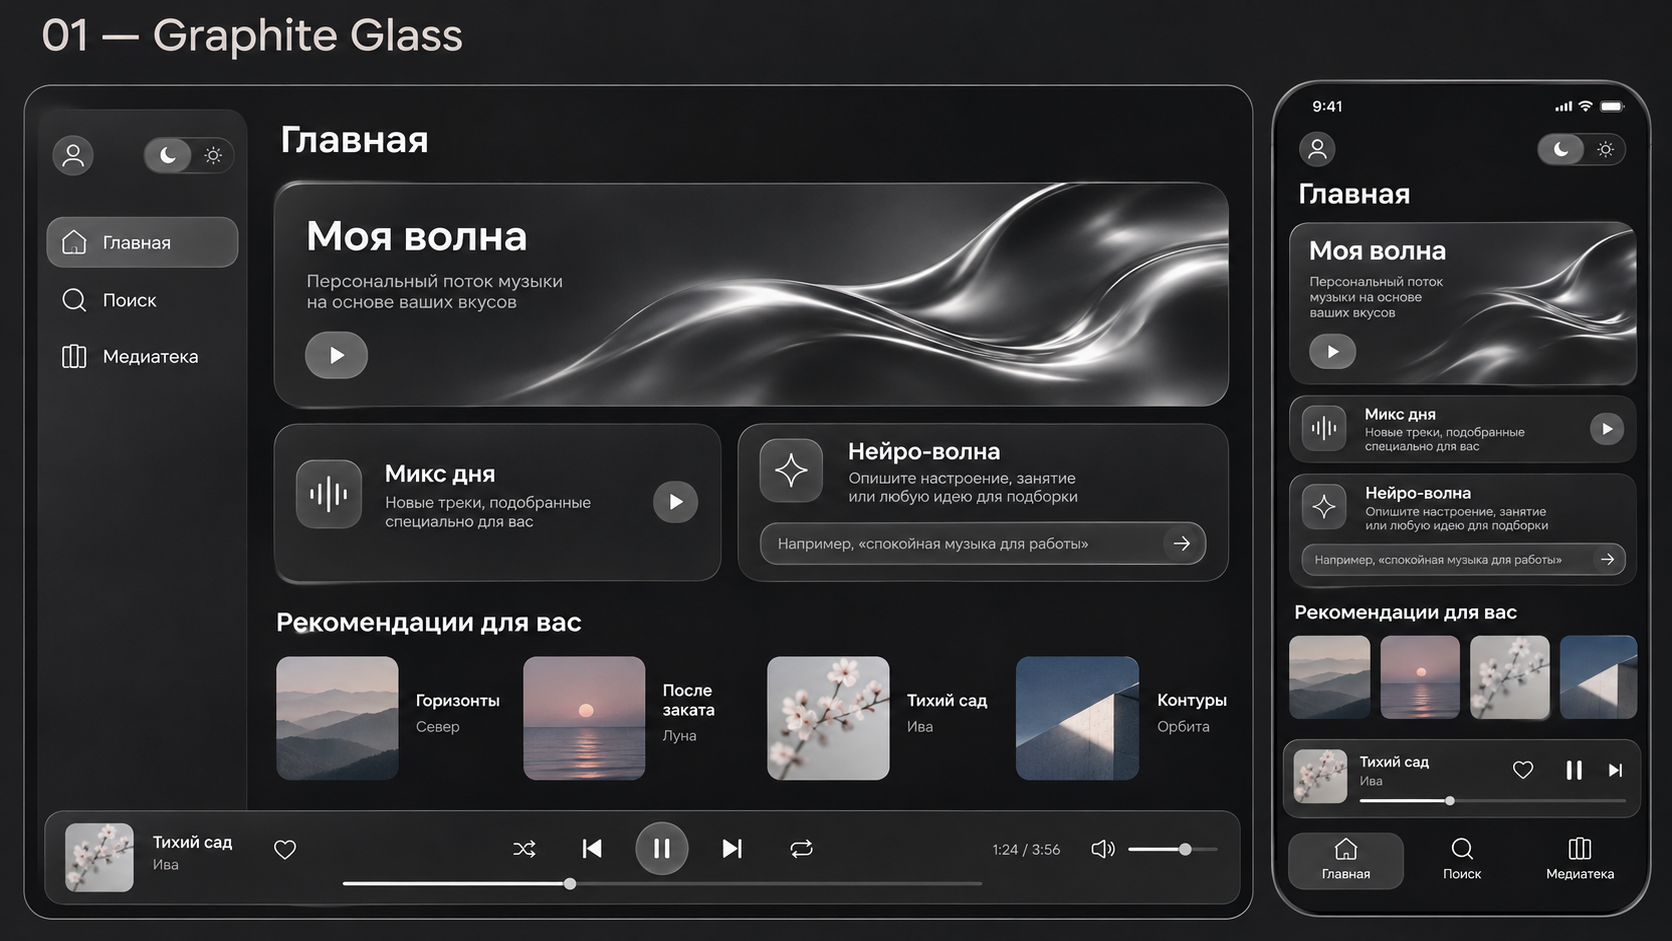 01 — Graphite Glass
Главная
Поиск
Медиатека
Главная
Моя волна
Персональный поток музыки
на основе ваших вкусов
Микс дня
Новые треки, подобранные
специально для вас
Нейро-волна
Опишите настроение, занятие
или любую идею для подборки
Например, «спокойная музыка для работы»
Рекомендации для вас
Горизонты
Север
После
заката
Луна
Тихий сад
Ива
Контуры
Орбита
Тихий сад
Ива
1:24 / 3:56
9:41
Главная
Моя волна
Персональный поток
музыки на основе
ваших вкусов
Микс дня
Новые треки, подобранные
специально для вас
Нейро-волна
Опишите настроение, занятие
или любую идею для подборки
Например, «спокойная музыка для работы»
Рекомендации для вас
Тихий сад
Ива
Главная
Поиск
Медиатека